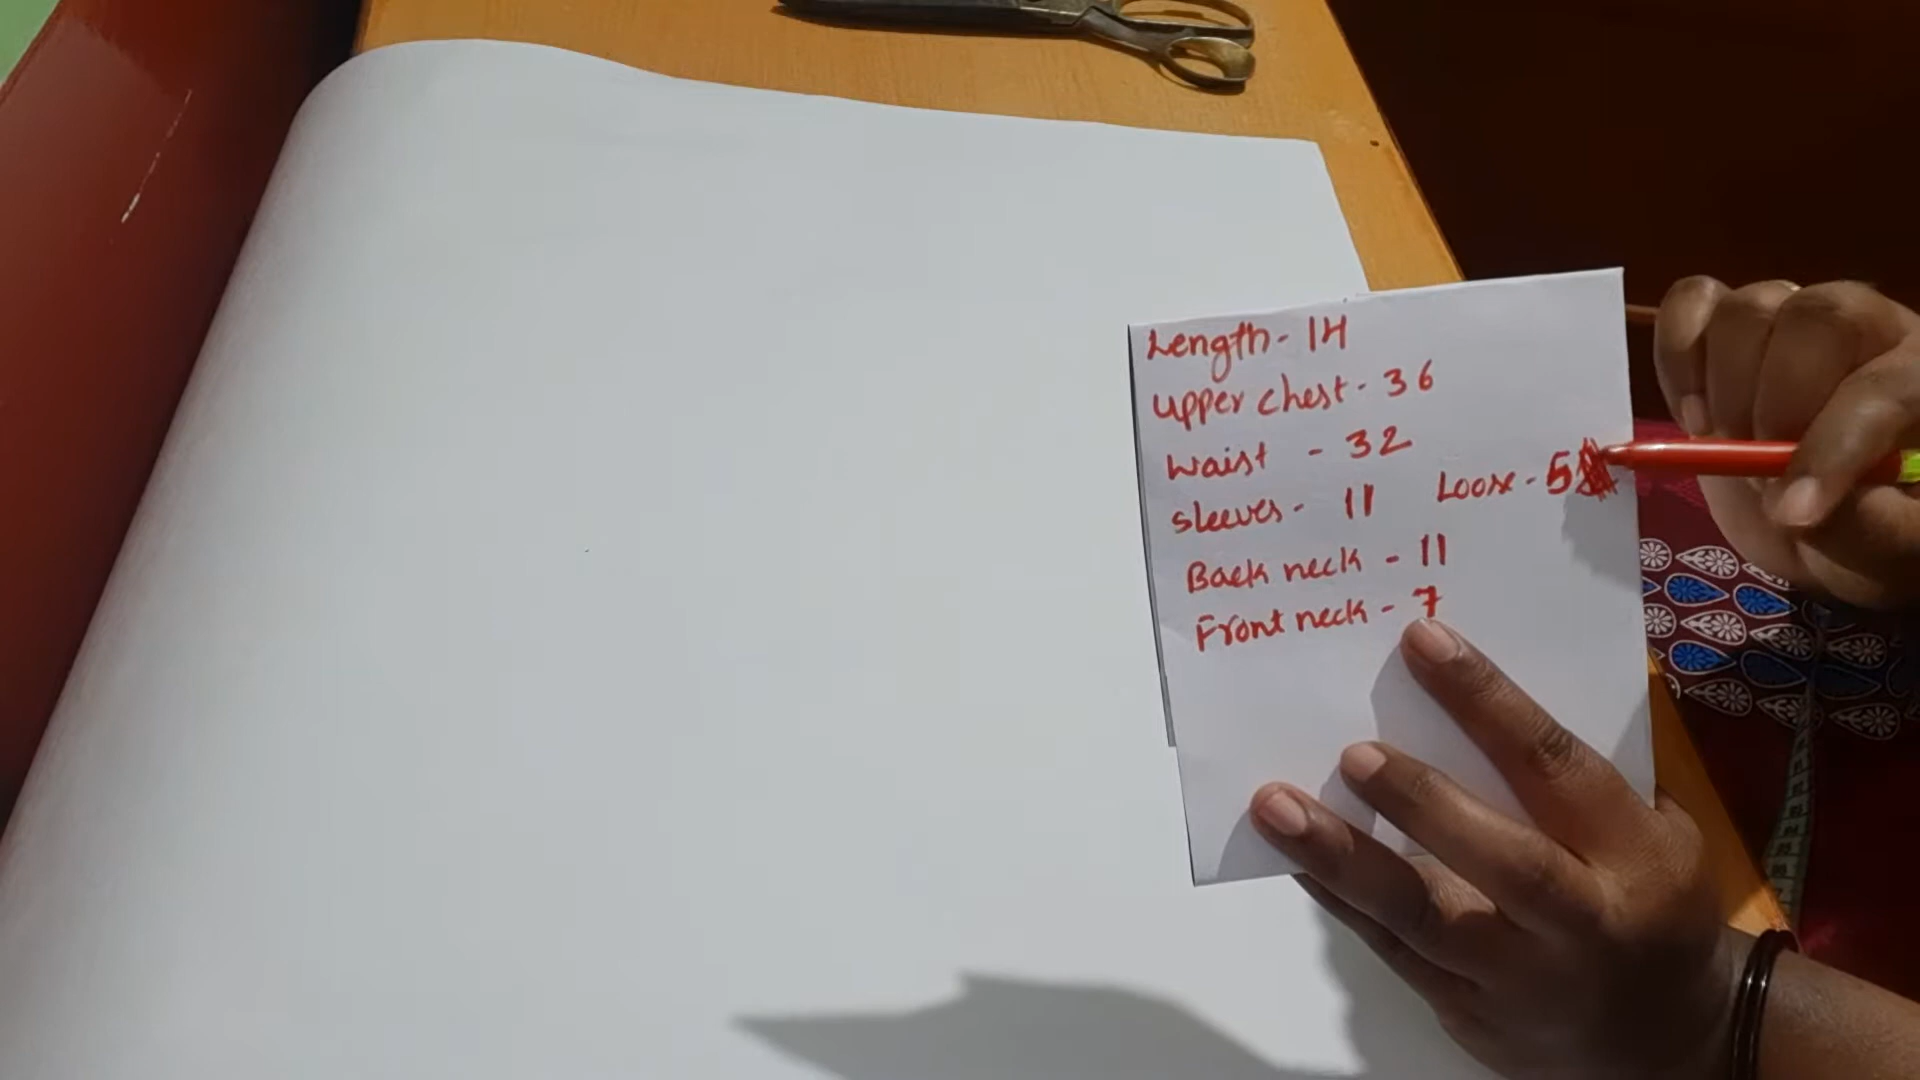 Length - 14
Upper chest - 36
Waist - 32
Sleeves - 11 Loose - 5
Back neck - 11
Front neck - 7